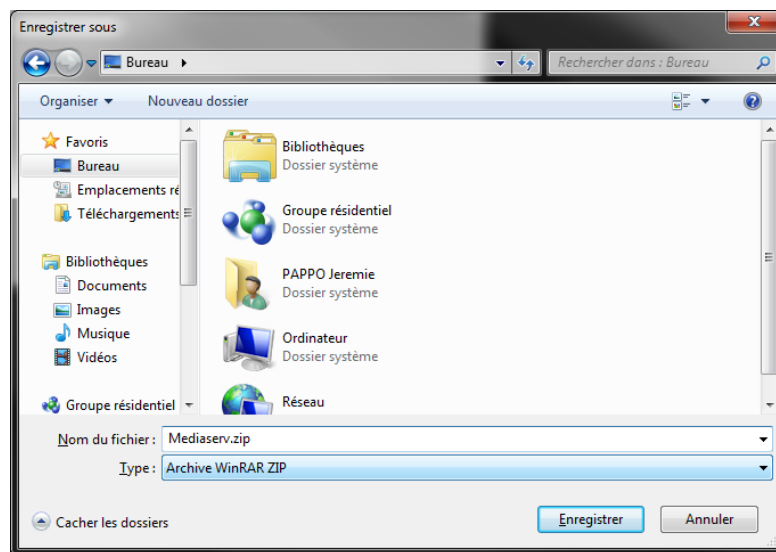 Enregistrer sous
Bureau
Rechercher dans : Bureau
Organiser
Nouveau dossier
Favoris
Bureau
Emplacements ré
Téléchargements
Bibliothèques
Documents
Images
Musique
Vidéos
Groupe résidentiel
Bibliothèques
Dossier système
Groupe résidentiel
Dossier système
PAPPO Jeremie
Dossier système
Ordinateur
Dossier système
Réseau
Nom du fichier : Mediaserv.zip
Type : Archive WinRAR ZIP
Cacher les dossiers
Enregistrer
Annuler